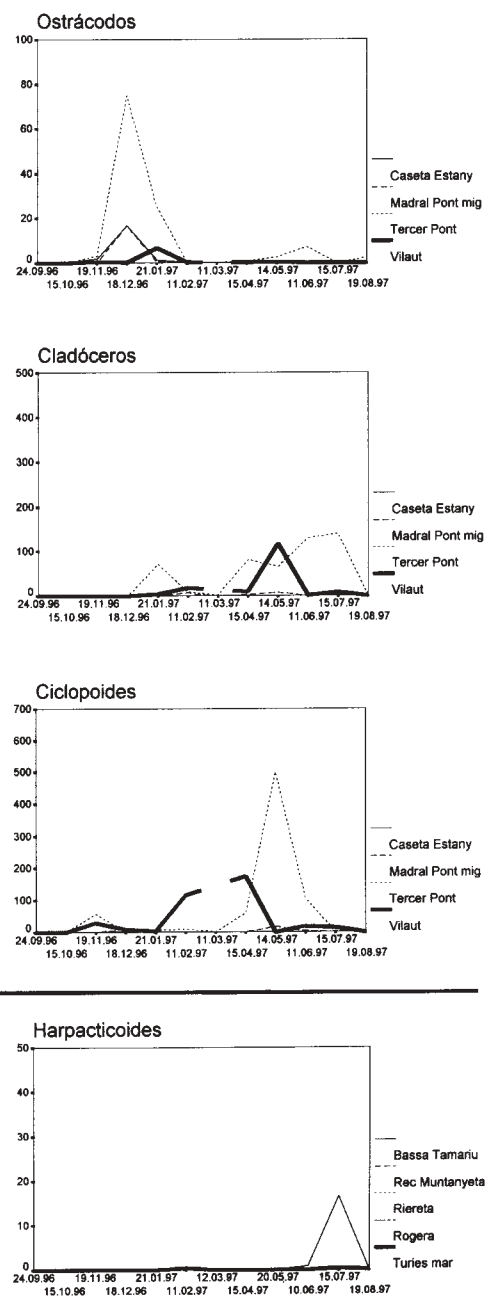 Ostrácodos
100
80
60
40
20
0
24.09.96 19.11.96 21.01.97 11.03.97 14.05.97 15.07.97
15.10.96 18.12.96 11.02.97 15.04.97 11.06.97 19.08.97
Caseta Estany
Madral Pont mig
Tercer Pont
Vilaut
Cladóceros
500
400
300
200
100
0
24.09.96 19.11.96 21.01.97 11.03.97 14.05.97 15.07.97
15.10.96 18.12.96 11.02.97 15.04.97 11.06.97 19.08.96
Caseta Estany
Madral Pont mig
Tercer Pont
Vilaut
Ciclopoides
700
600
500
400
300
200
100
0
24.09.96 19.11.96 21.01.97 11.03.97 14.05.97 15.07.97
15.10.96 18.12.96 11.02.97 15.04.97 11.06.97 19.08.97
Caseta Estany
Madral Pont mig
Tercer Pont
Vilaut
Harpacticoides
50
40
30
20
10
0
24.09.96 19.11.96 21.01.97 12.03.97 20.05.97 15.07.97
15.10.96 18.12.96 11.02.97 15.04.97 10.06.97 19.08.96
Bassa Tamariu
Rec Muntanyeta
Riereta
Rogera
Turies mar